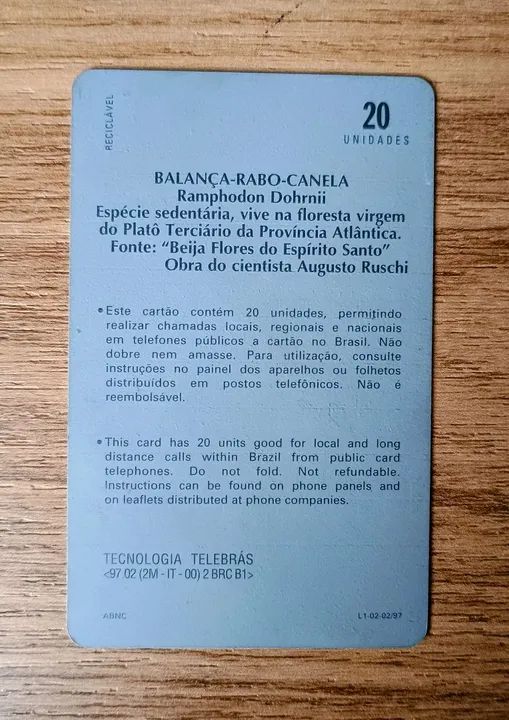 RECICLÁVEL
20
UNIDADES
BALANÇA-RABO-CANELA
Ramphodon Dohrnii
Espécie sedentária, vive na floresta virgem
do Platô Terciário da Província Atlântica.
Fonte: “Beija Flores do Espírito Santo”
Obra do cientista Augusto Ruschi
•Este cartão contém 20 unidades, permitindo
realizar chamadas locais, regionais e nacionais
em telefones públicos a cartão no Brasil. Não
dobre nem amasse. Para utilização, consulte
instruções no painel dos aparelhos ou folhetos
distribuídos em postos telefônicos. Não é
reembolsável.
•This card has 20 units good for local and long
distance calls within Brazil from public card
telephones. Do not fold. Not refundable.
Instructions can be found on phone panels and
on leaflets distributed at phone companies.
TECNOLOGIA TELEBRÁS
<97 02 (2M - IT - 00) 2 BRC B1>
ABNC
L1-02-02/97